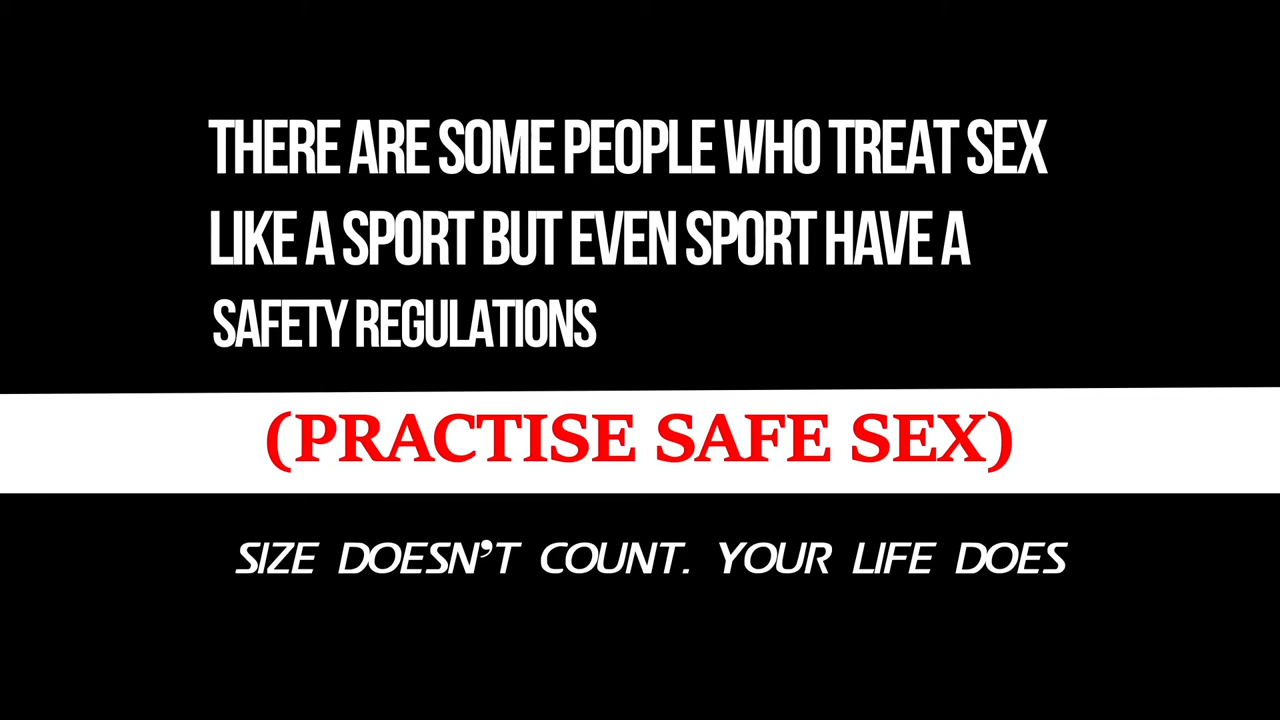 THERE ARE SOME PEOPLE WHO TREAT SEX
LIKE A SPORT BUT EVEN SPORT HAVE A
SAFETY REGULATIONS
(PRACTISE SAFE SEX)
SIZE DOESN'T COUNT. YOUR LIFE DOES